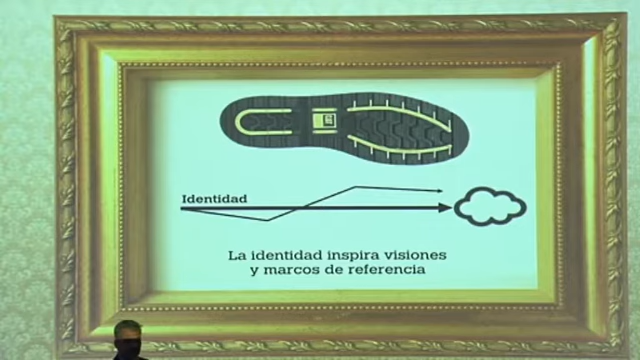 Identidad
La identidad inspira visiones
y marcos de referencia